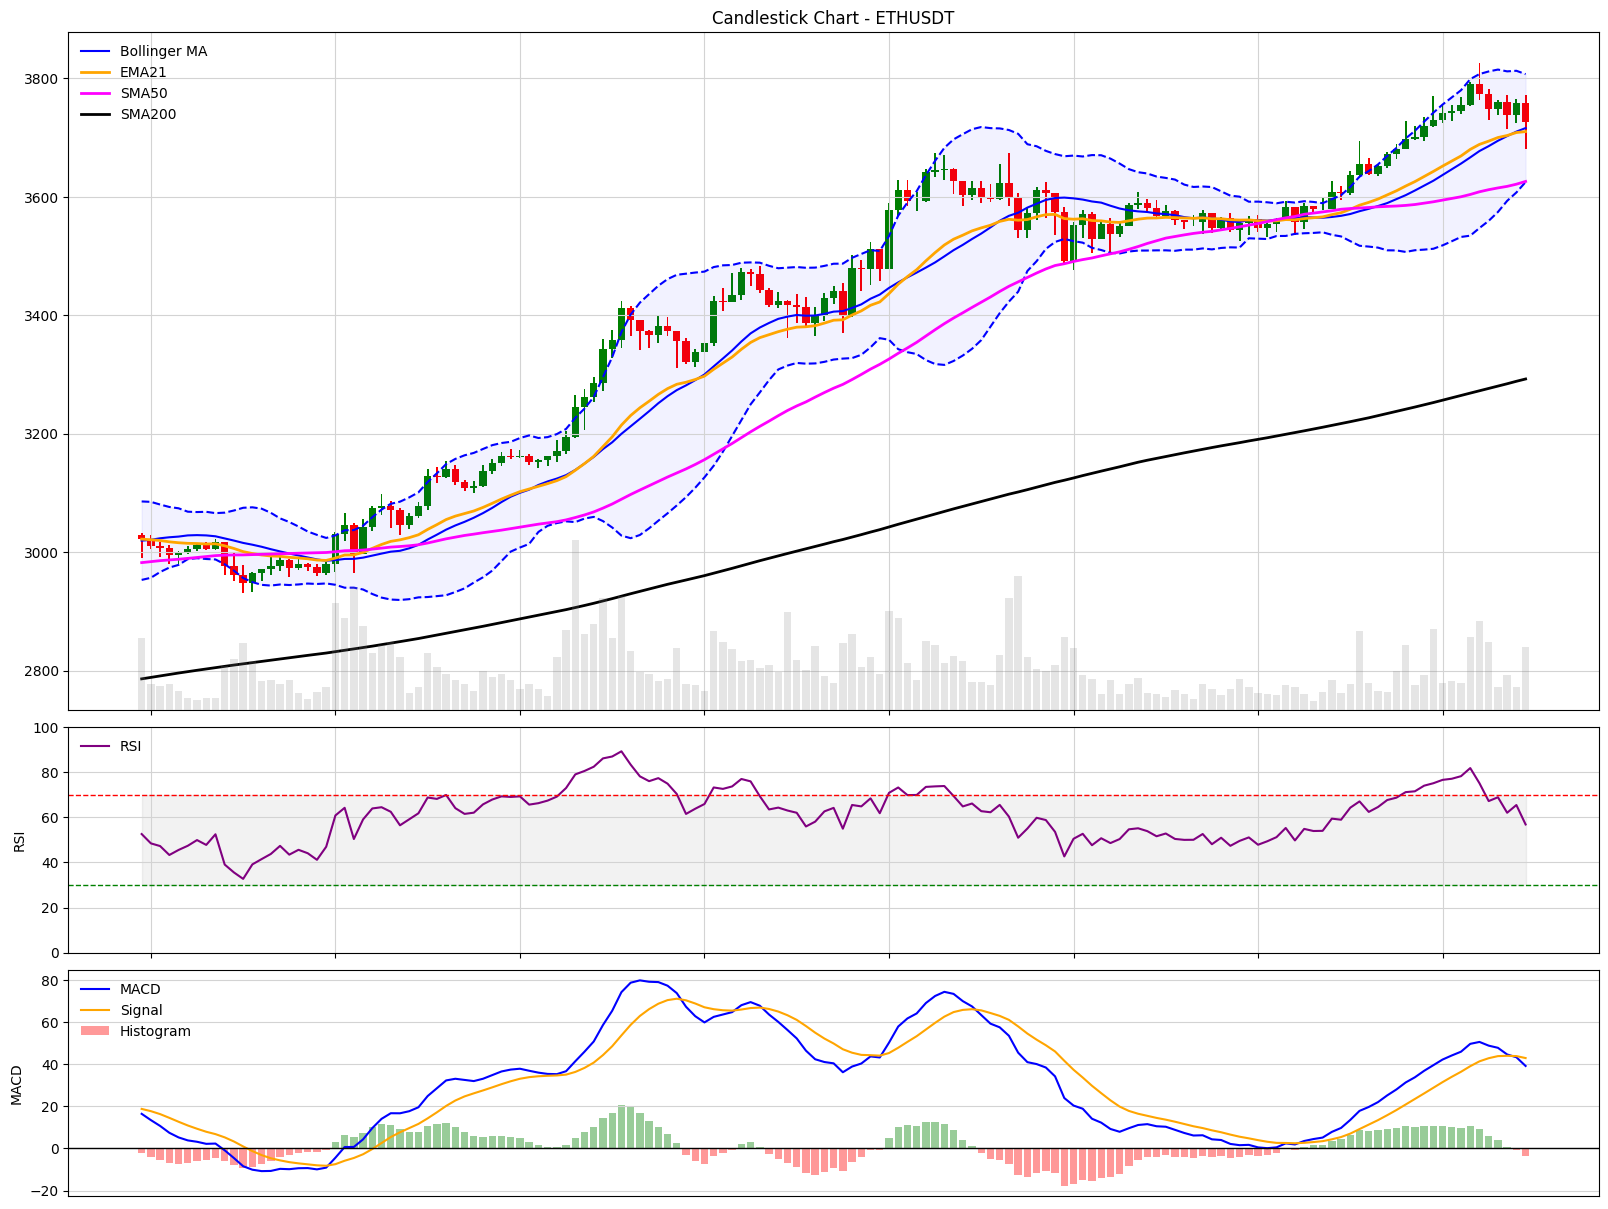 Candlestick Chart - ETHUSDT
Bollinger MA
EMA21
SMA50
SMA200
3800
3600
3400
3200
3000
2800
100
80
60
40
20
0
RSI
RSI
80
60
40
20
0
−20
MACD
MACD
Signal
Histogram